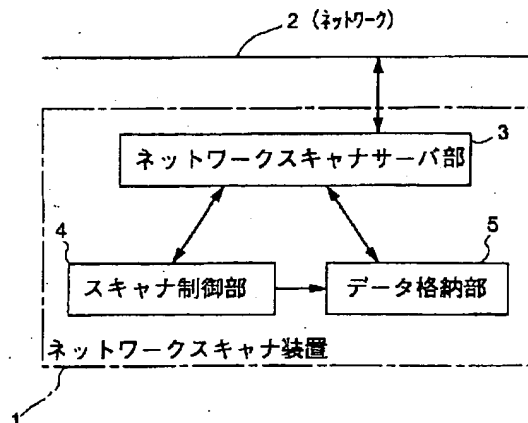 2 (ネットワーク)
3
ネットワークスキャナサーバ部
4
5
スキャナ制御部
データ格納部
ネットワークスキャナ装置
1